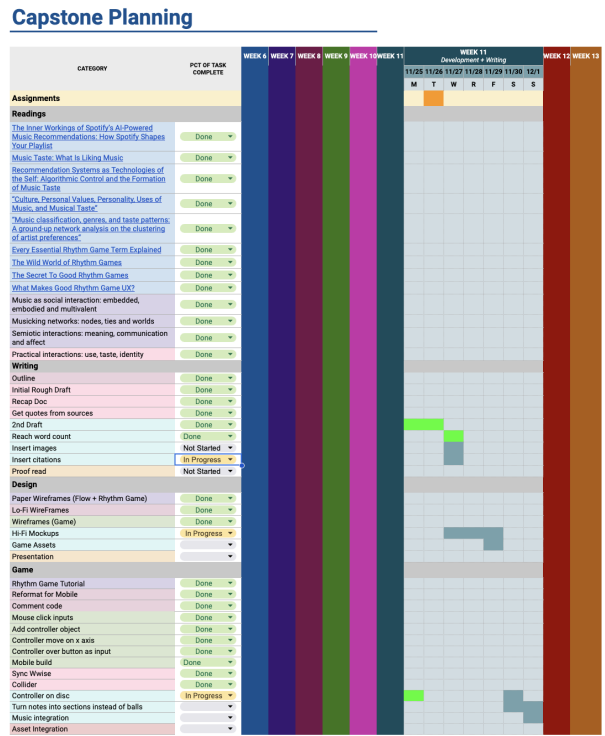 Capstone Planning
CATEGORY
PCT OF TASK
COMPLETE
WEEK 6 WEEK 7 WEEK 8 WEEK 9 WEEK 10 WEEK 11
WEEK 11
Development + Writing
WEEK 12 WEEK 13
11/25 11/26 11/27 11/28 11/29 11/30 12/1
M T W R F S S
Assignments
Readings
The Inner Workings of Spotify's AI-Powered
Music Recommendations: How Spotify Shapes
Your Playlist
Done
Music Taste: What Is Liking Music Done
Recommendation Systems as Technologies of
the Self: Algorithmic Control and the Formation
of Music Taste
Done
"Culture, Personal Values, Personality, Uses of
Music, and Musical Taste"
Done
"Music classification, genres, and taste patterns:
A ground-up network analysis on the clustering
of artist preferences"
Done
Every Essential Rhythm Game Term Explained Done
The Wild World of Rhythm Games Done
The Secret To Good Rhythm Games Done
What Makes Good Rhythm Game UX? Done
Music as social interaction: embedded,
embodied and multivalent
Done
Musicking networks: nodes, ties and worlds Done
Semiotic interactions: meaning, communication
and affect
Done
Practical interactions: use, taste, identity Done
Writing
Outline Done
Initial Rough Draft Done
Recap Doc Done
Get quotes from sources Done
2nd Draft Done
Reach word count Done
Insert images Not Started
Insert citations In Progress
Proof read Not Started
Design
Paper Wireframes (Flow + Rhythm Game) Done
Lo-Fi WireFrames Done
Wireframes (Game) Done
Hi-Fi Mockups In Progress
Game Assets
Presentation
Game
Rhythm Game Tutorial Done
Reformat for Mobile Done
Comment code Done
Mouse click inputs Done
Add controller object Done
Controller move on x axis Done
Controller over button as input Done
Mobile build Done
Sync Wwise Done
Collider Done
Controller on disc In Progress
Turn notes into sections instead of balls
Music integration
Asset Integration